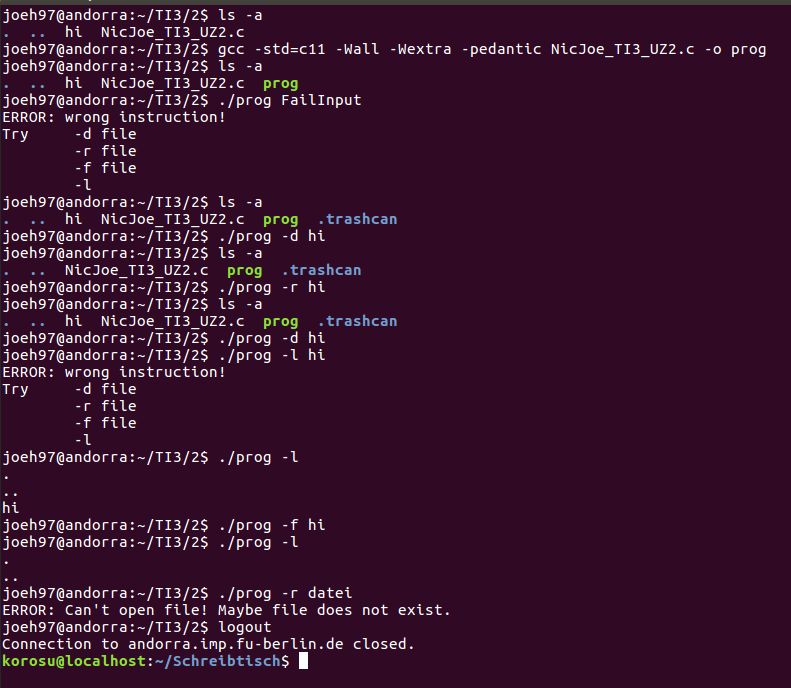 joeh97@andorra:~/TI3/2$ ls -a
.  ..  hi  NicJoe_TI3_UZ2.c
joeh97@andorra:~/TI3/2$ gcc -std=c11 -Wall -Wextra -pedantic NicJoe_TI3_UZ2.c -o prog
joeh97@andorra:~/TI3/2$ ls -a
.  ..  hi  NicJoe_TI3_UZ2.c  prog
joeh97@andorra:~/TI3/2$ ./prog FailInput
ERROR: wrong instruction!
Try     -d file
        -r file
        -f file
        -l
joeh97@andorra:~/TI3/2$ ls -a
.  ..  hi  NicJoe_TI3_UZ2.c  prog  .trashcan
joeh97@andorra:~/TI3/2$ ./prog -d hi
joeh97@andorra:~/TI3/2$ ls -a
.  ..  NicJoe_TI3_UZ2.c  prog  .trashcan
joeh97@andorra:~/TI3/2$ ./prog -r hi
joeh97@andorra:~/TI3/2$ ls -a
.  ..  hi  NicJoe_TI3_UZ2.c  prog  .trashcan
joeh97@andorra:~/TI3/2$ ./prog -d hi
joeh97@andorra:~/TI3/2$ ./prog -l hi
ERROR: wrong instruction!
Try     -d file
        -r file
        -f file
        -l
joeh97@andorra:~/TI3/2$ ./prog -l
.
..
hi
joeh97@andorra:~/TI3/2$ ./prog -f hi
joeh97@andorra:~/TI3/2$ ./prog -l
.
..
joeh97@andorra:~/TI3/2$ ./prog -r datei
ERROR: Can't open file! Maybe file does not exist.
joeh97@andorra:~/TI3/2$ logout
Connection to andorra.imp.fu-berlin.de closed.
korosu@localhost:~/Schreibtisch$